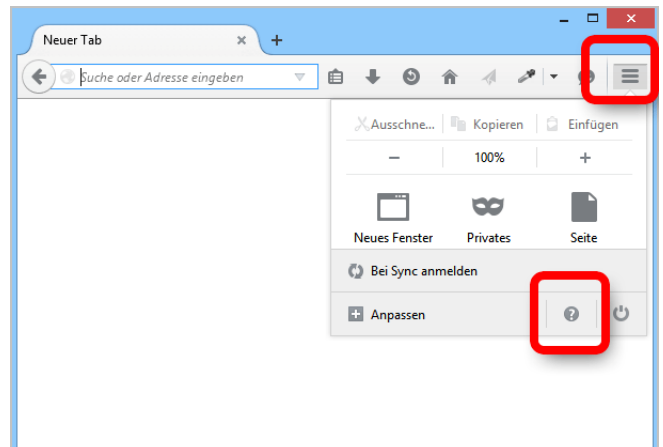 Neuer Tab
Suche oder Adresse eingeben
Ausschne... Kopieren Einfügen
− 100% +
Neues Fenster Privates Seite
Bei Sync anmelden
Anpassen